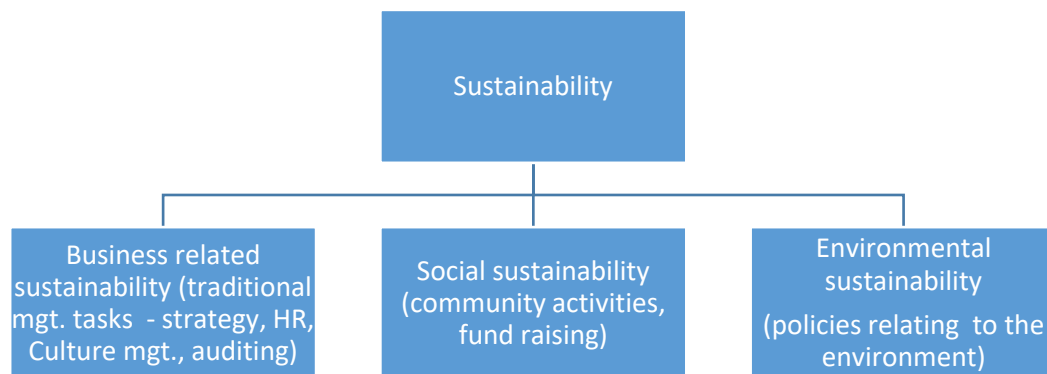 Sustainability
Business related
sustainability (traditional
mgt. tasks - strategy, HR,
Culture mgt., auditing)
Social sustainability
(community activities,
fund raising)
Environmental
sustainability
(policies relating to the
environment)